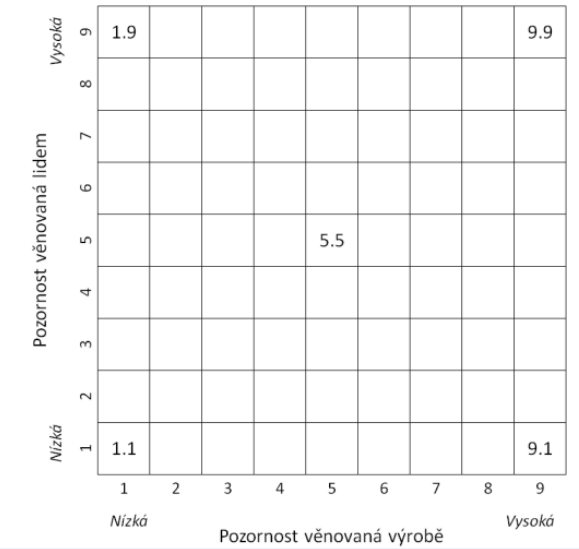 Vysoká
9
1.9
9.9
8
7
6
Pozornost věnovaná lidem
5
5.5
4
3
2
Nízká
1
1.1
9.1
1 2 3 4 5 6 7 8 9
Nízká
Vysoká
Pozornost věnovaná výrobě